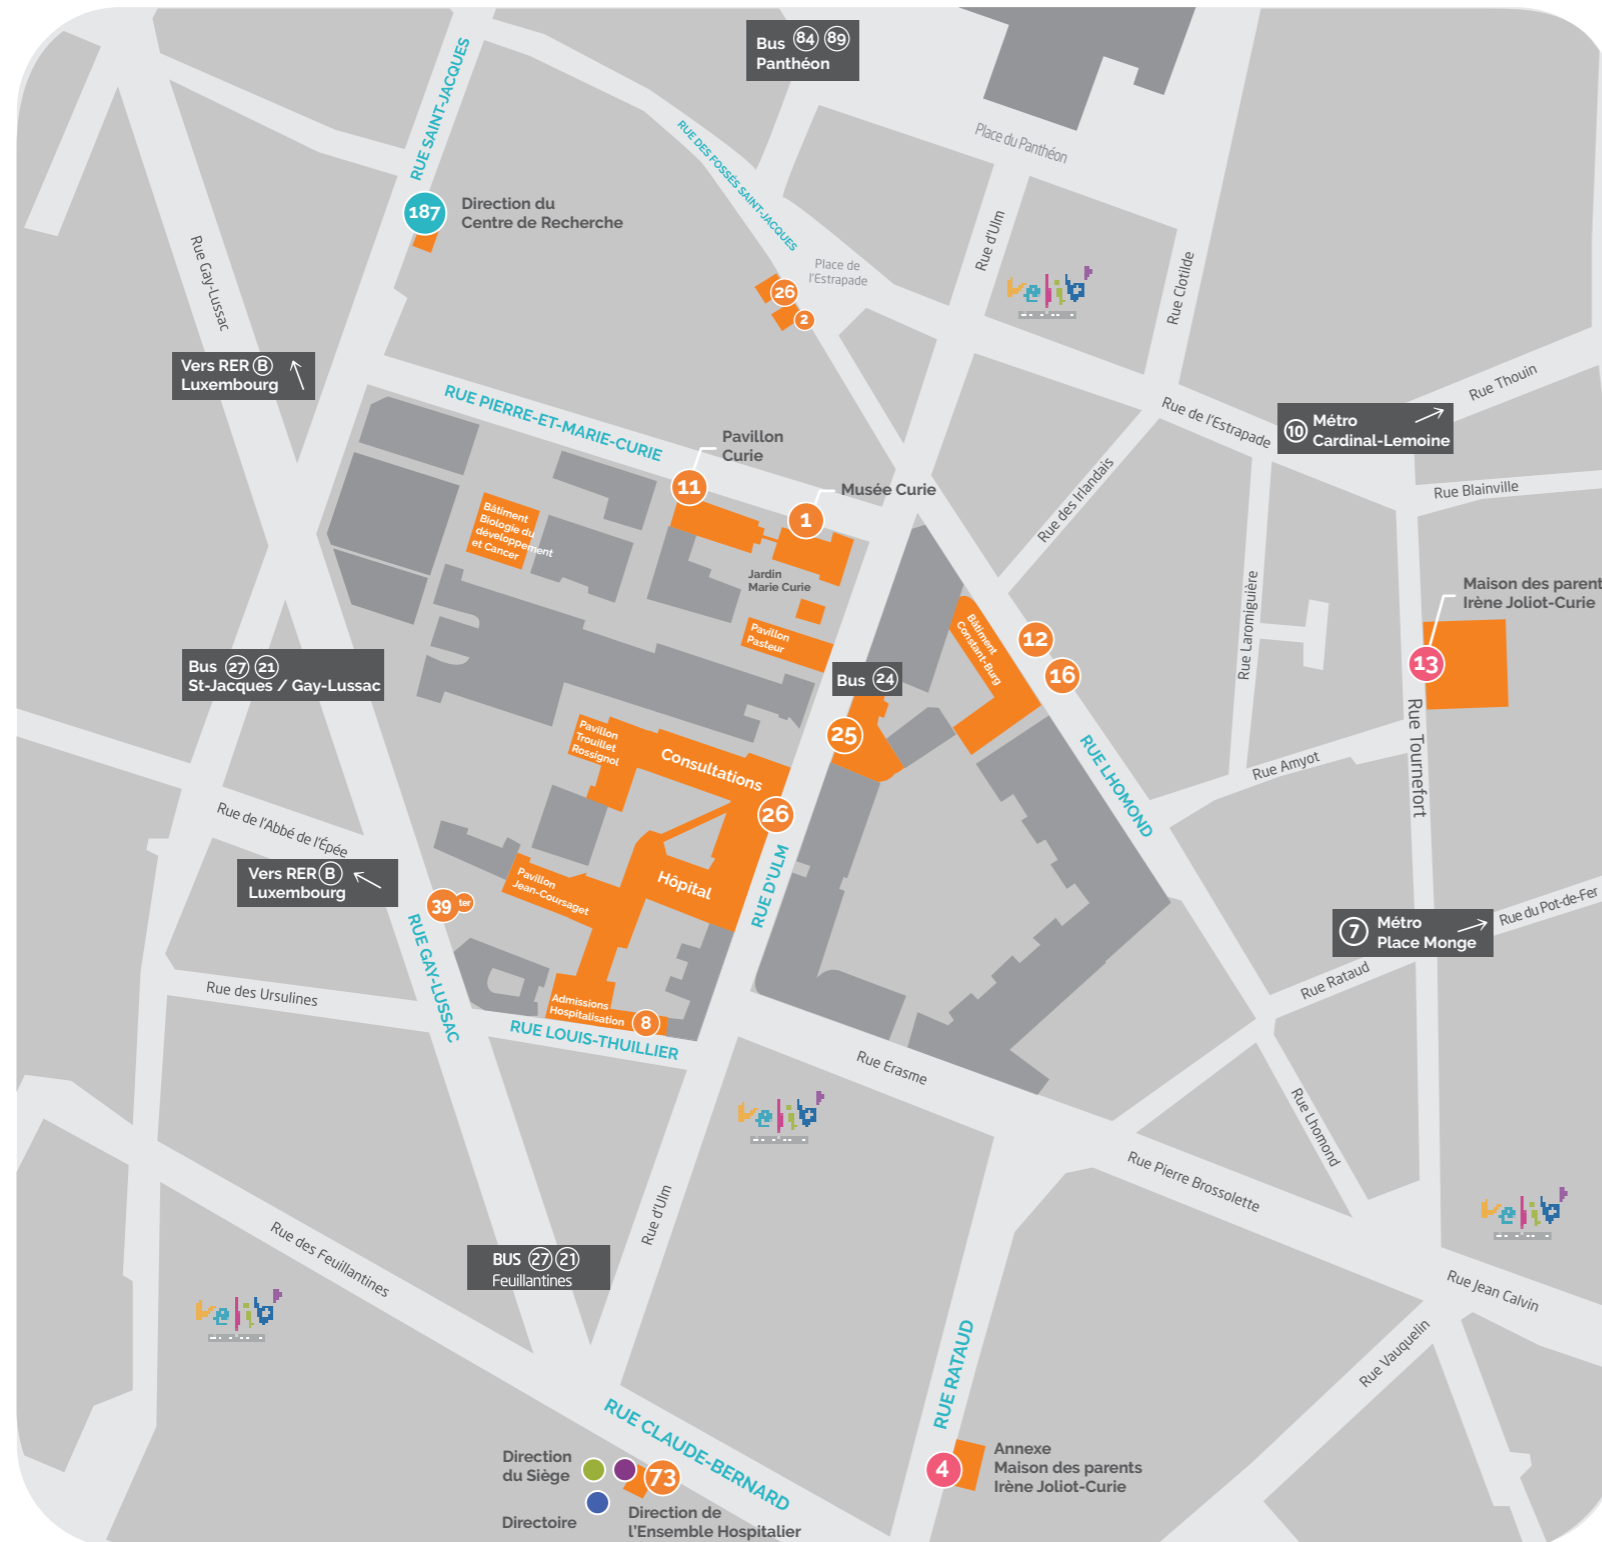 Bus 84 89
Panthéon
RUE SAINT-JACQUES
RUE DES FOSSÉS SAINT-JACQUES
Place du Panthéon
187
Direction du
Centre de Recherche
Rue Gay-Lussac
Rue d'Ulm
Rue Clotilde
Place de
l'Estrapade
26
2
velib'
Vers RER B
Luxembourg
RUE PIERRE-ET-MARIE-CURIE
Rue Thouin
Rue de l'Estrapade
10 Métro
Cardinal-Lemoine
Pavillon
Curie
11
Musée Curie
1
Rue des Irlandais
Rue Blainville
Bâtiment
Biologie du
développement
et Cancer
Jardin
Marie Curie
Pavillon
Pasteur
Bâtiment
Constant-Burg
12
16
Rue Laromiguière
Maison des parent
Irène Joliot-Curie
13
Bus 27 21
St-Jacques / Gay-Lussac
Bus 24
25
Pavillon
Trouillet
Rossignol
Consultations
26
RUE LHOMOND
Rue Amyot
Rue Tournefort
Rue de l'Abbé de l'Épée
Vers RER B
Luxembourg
39 ter
Pavillon
Jean-Coursaget
Hôpital
RUE D'ULM
RUE GAY-LUSSAC
7 Métro
Place Monge
Rue du Pot-de-Fer
Rue Rataud
Rue des Ursulines
Admissions
Hospitalisation
8
RUE LOUIS-THUILLIER
Rue Erasme
Rue Lhomond
velib'
Rue Pierre Brossolette
Rue d'Ulm
velib'
Rue des Feuillantines
BUS 27 21
Feuillantines
velib'
Rue Jean Calvin
Rue Vauquelin
RUE RATAUD
RUE CLAUDE-BERNARD
Direction
du Siège
73
Directoire
Direction de
l'Ensemble Hospitalier
4
Annexe
Maison des parents
Irène Joliot-Curie